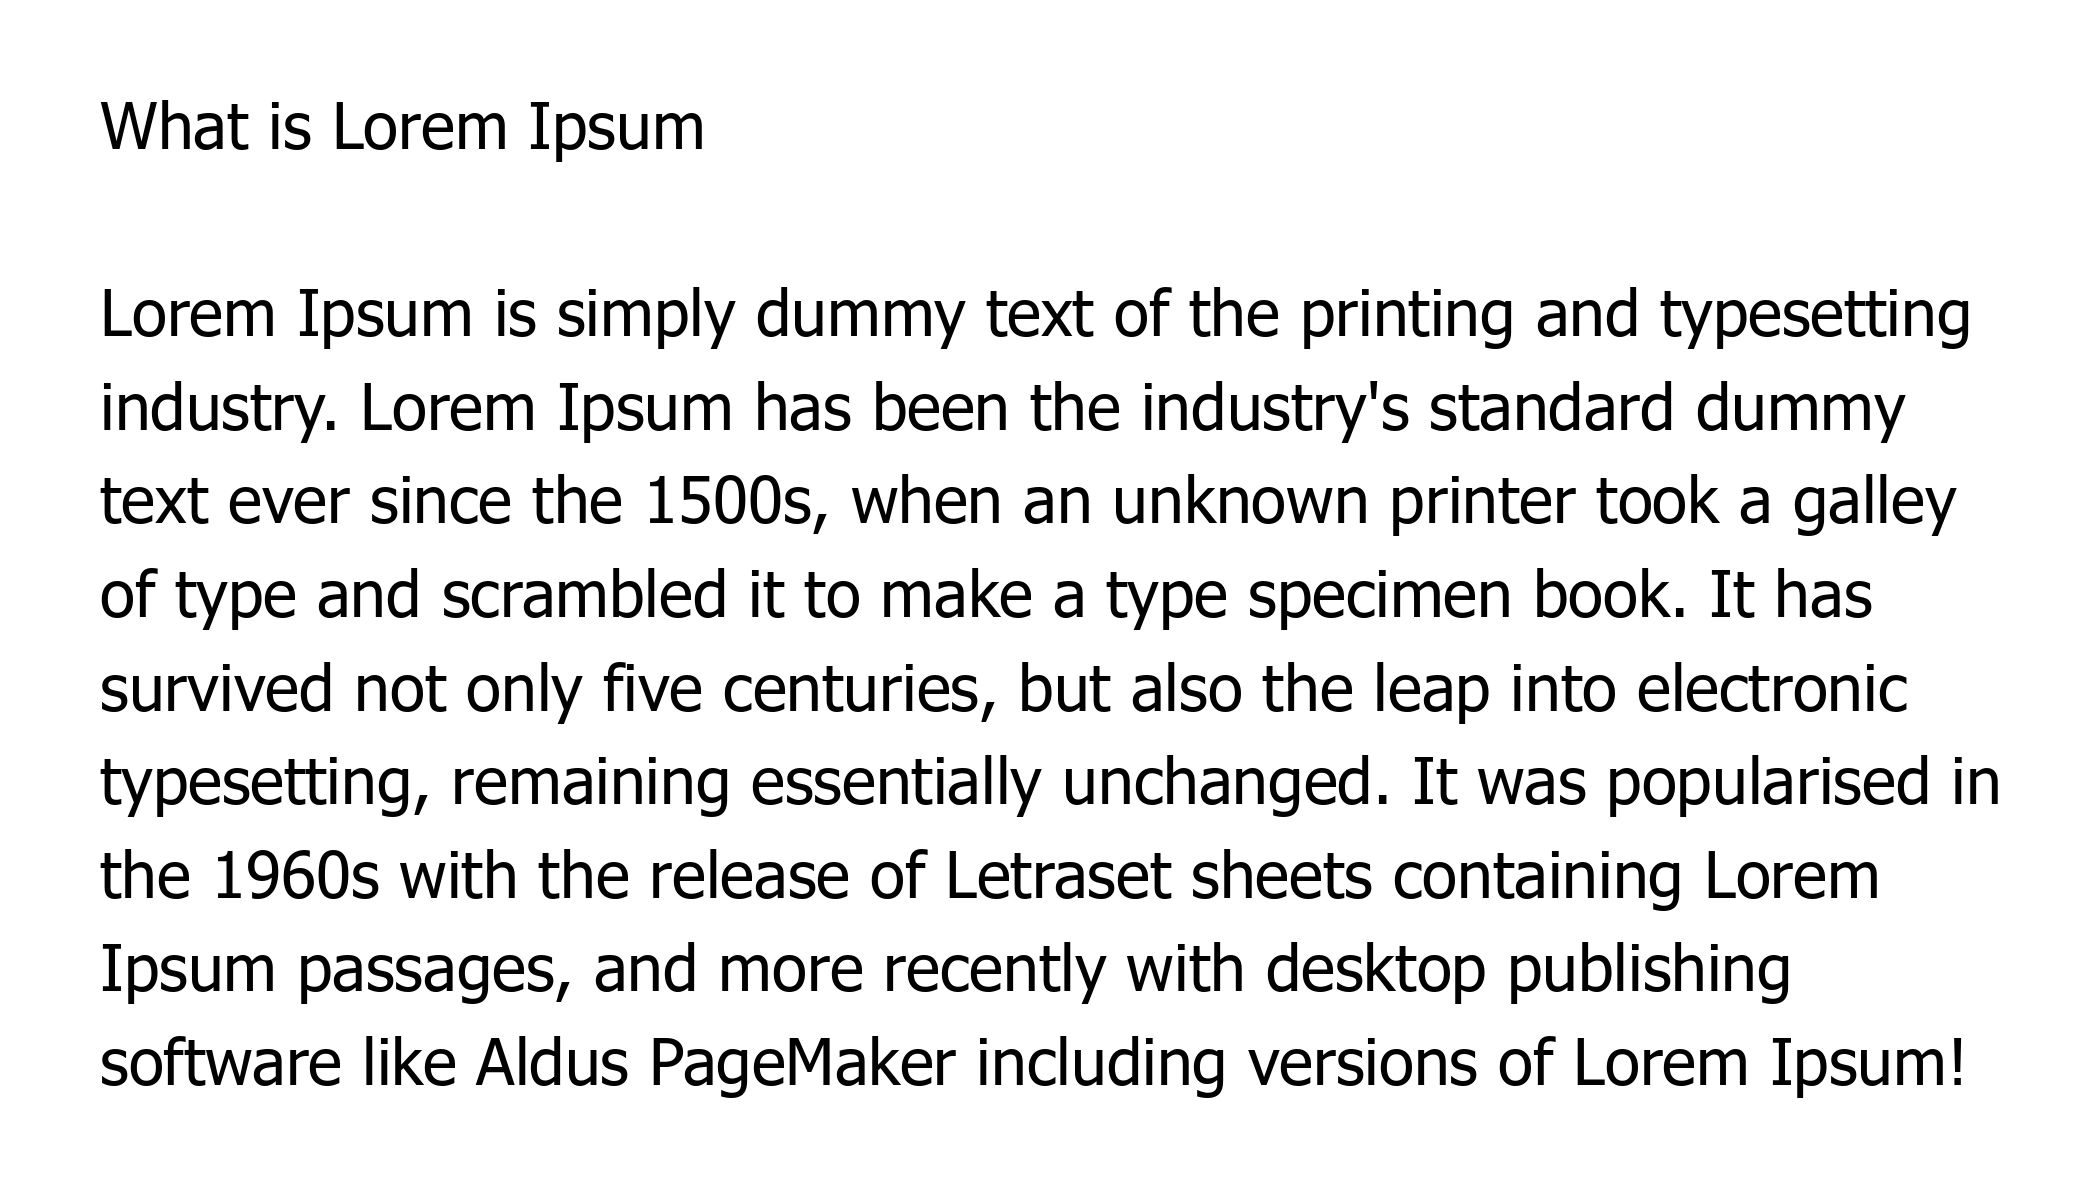 What is Lorem Ipsum
Lorem Ipsum is simply dummy text of the printing and typesetting
industry. Lorem Ipsum has been the industry's standard dummy
text ever since the 1500s, when an unknown printer took a galley
of type and scrambled it to make a type specimen book. It has
survived not only five centuries, but also the leap into electronic
typesetting, remaining essentially unchanged. It was popularised in
the 1960s with the release of Letraset sheets containing Lorem
Ipsum passages, and more recently with desktop publishing
software like Aldus PageMaker including versions of Lorem Ipsum!